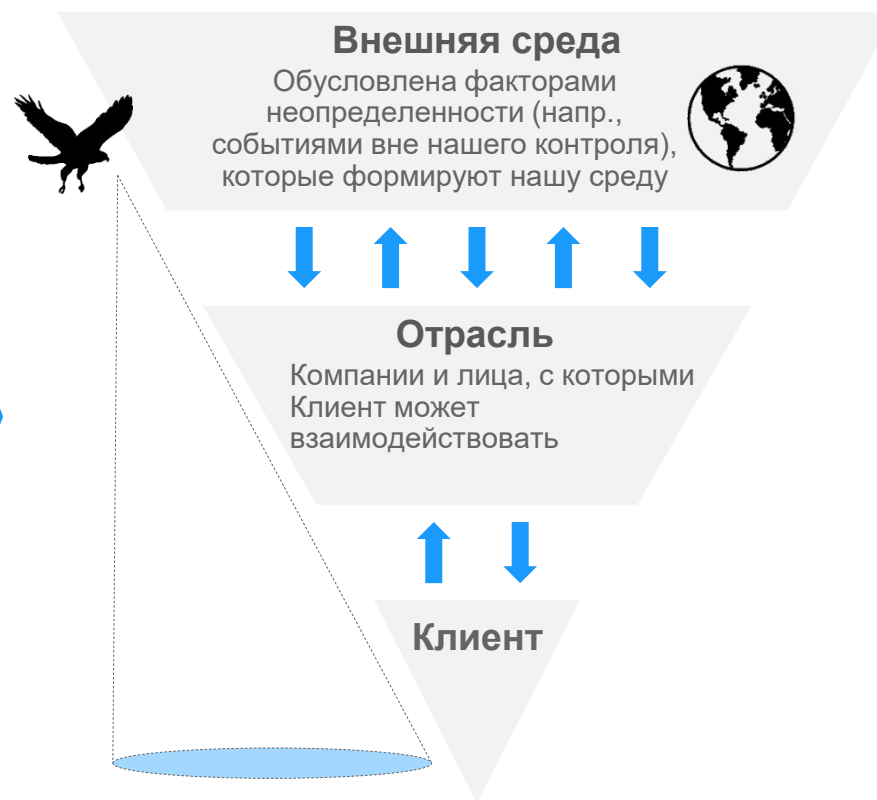 Внешняя среда
Обусловлена факторами
неопределенности (напр.,
событиями вне нашего контроля),
которые формируют нашу среду
Отрасль
Компании и лица, с которыми
Клиент может
взаимодействовать
Клиент